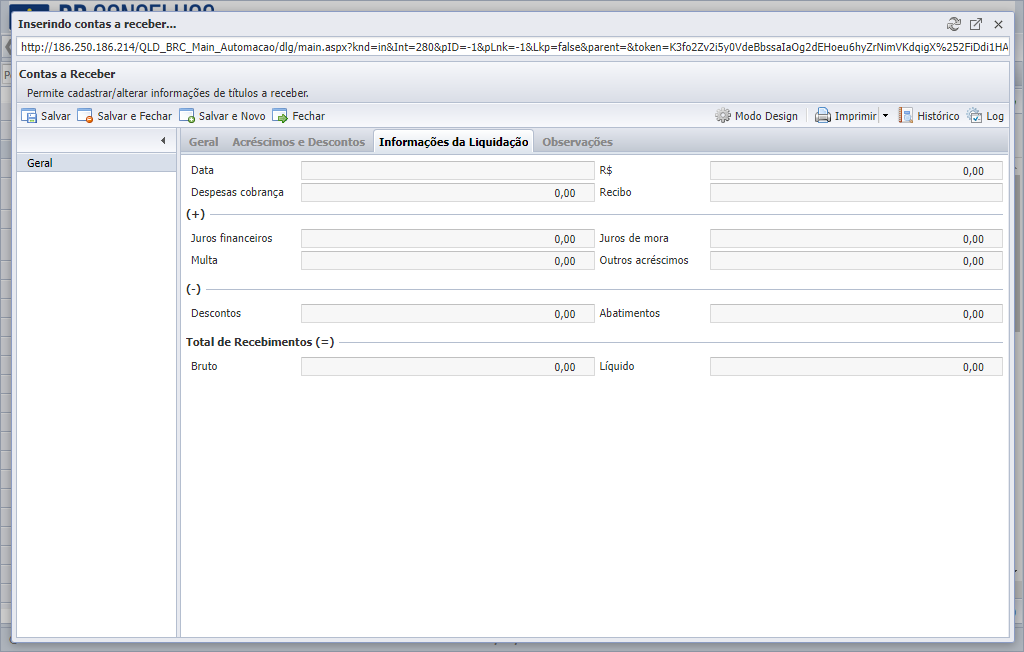 BR CONSELHOS
Inserindo contas a receber...
http://186.250.186.214/QLD_BRC_Main_Automacao/dlg/main.aspx?knd=in&Int=280&pID=-1&pLnk=-1&Lkp=false&parent=&token=K3fo2Zv2i5y0VdeBbssaIaOg2dEHoeu6hyZrNimVKdqigX%252FiDdi1HA
Contas a Receber
Permite cadastrar/alterar informações de títulos a receber.
Salvar Salvar e Fechar Salvar e Novo Fechar Modo Design Imprimir Histórico Log
Geral Acréscimos e Descontos Informações da Liquidação Observações
Geral
Data R$ 0,00
Despesas cobrança 0,00 Recibo
(+)
Juros financeiros 0,00 Juros de mora 0,00
Multa 0,00 Outros acréscimos 0,00
(-)
Descontos 0,00 Abatimentos 0,00
Total de Recebimentos (=)
Bruto 0,00 Líquido 0,00